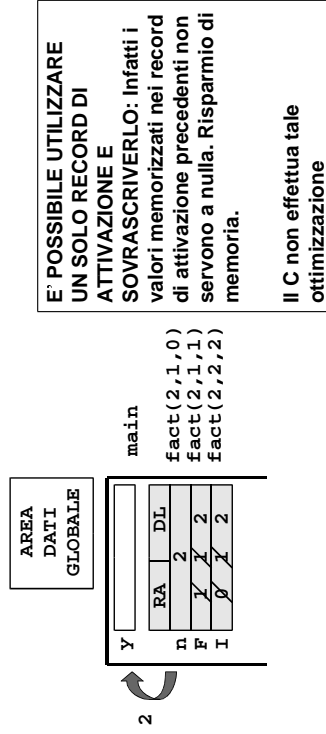 AREA
DATI
GLOBALE
Y
main
RA DL
n 2
F 1 1 2
I 0 1 2
2
fact(2,1,0)
fact(2,1,1)
fact(2,2,2)
E' POSSIBILE UTILIZZARE
UN SOLO RECORD DI
ATTIVAZIONE E
SOVRASCRIVERLO: Infatti i
valori memorizzati nei record
di attivazione precedenti non
servono a nulla. Risparmio di
memoria.
Il C non effettua tale
ottimizzazione